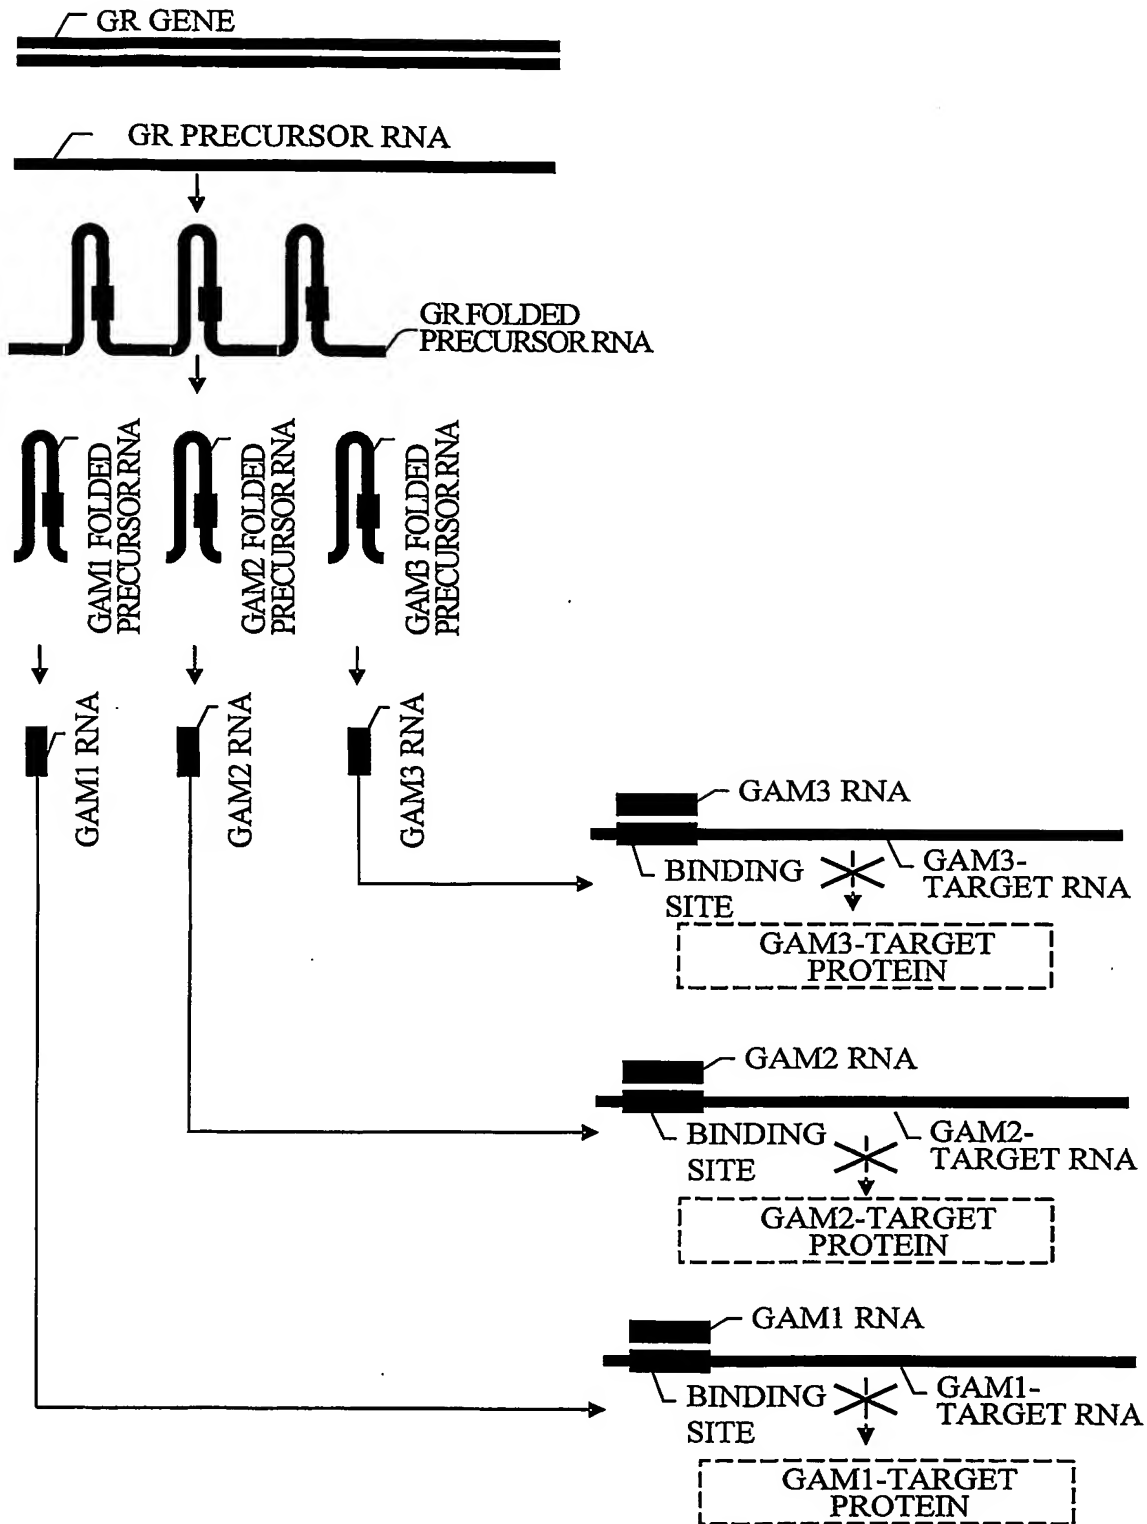 GR GENE
GR PRECURSOR RNA
GR FOLDED
PRECURSOR RNA
GAM1 FOLDED
PRECURSOR RNA
GAM2 FOLDED
PRECURSOR RNA
GAM3 FOLDED
PRECURSOR RNA
GAM1 RNA
GAM2 RNA
GAM3 RNA
GAM3 RNA
BINDING
SITE
GAM3-
TARGET RNA
GAM3-TARGET
PROTEIN
GAM2 RNA
BINDING
SITE
GAM2-
TARGET RNA
GAM2-TARGET
PROTEIN
GAM1 RNA
BINDING
SITE
GAM1-
TARGET RNA
GAM1-TARGET
PROTEIN